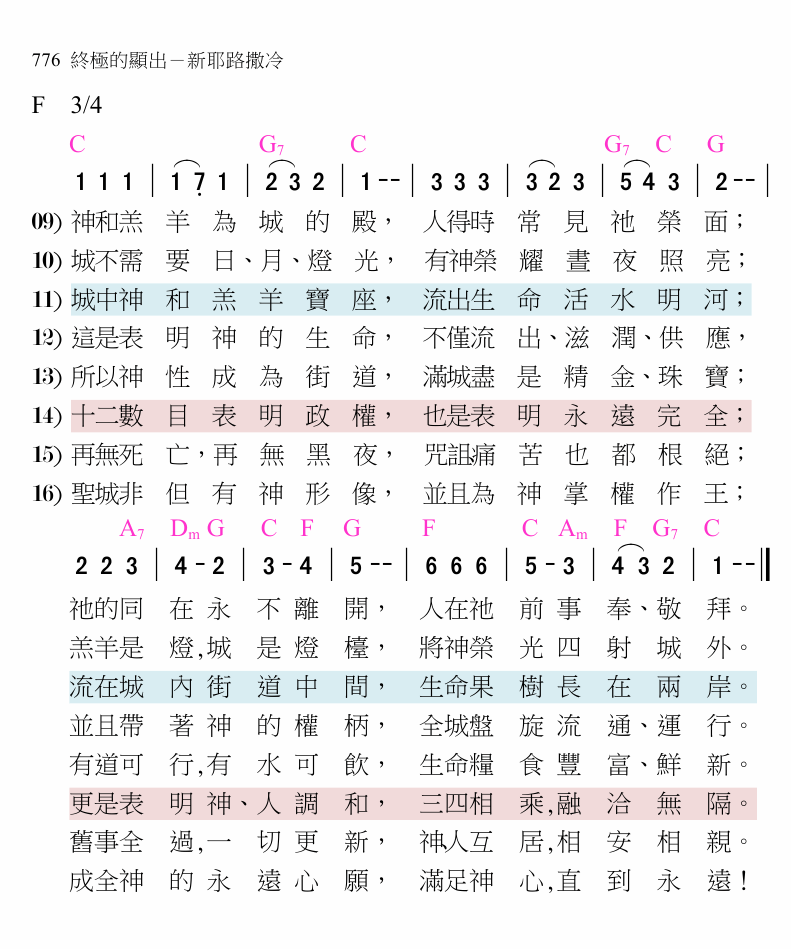 776 終極的顯出－新耶路撒冷
F 3/4
C G7 C G7 C G
1 1 1 | 1 7̣ 1 | 2 3 2 | 1 - - | 3 3 3 | 3 2 3 | 5 4 3 | 2 - - |
09) 神和羔羊為城的殿，人得時常見祂榮面；
10) 城不需要日、月、燈光，有神榮耀晝夜照亮；
11) 城中神和羔羊寶座，流出生命活水明河；
12) 這是表明神的生命，不僅流出、滋潤、供應，
13) 所以神性成為街道，滿城盡是精金、珠寶；
14) 十二數目表明政權，也是表明永遠完全；
15) 再無死亡，再無黑夜，咒詛痛苦也都根絕；
16) 聖城非但有神形像，並且為神掌權作王；
A7 Dm G C F G F C Am F G7 C
2 2 3 | 4 - 2 | 3 - 4 | 5 - - | 6 6 6 | 5 - 3 | 4 3 2 | 1 - - ‖
祂的同在永不離開，人在祂前事奉、敬拜。
羔羊是燈,城是燈檯，將神榮光四射城外。
流在城內街道中間，生命果樹長在兩岸。
並且帶著神的權柄，全城盤旋流通、運行。
有道可行,有水可飲，生命糧食豐富、鮮新。
更是表明神、人調和，三四相乘,融洽無隔。
舊事全過,一切更新，神人互居,相安相親。
成全神的永遠心願，滿足神心,直到永遠！